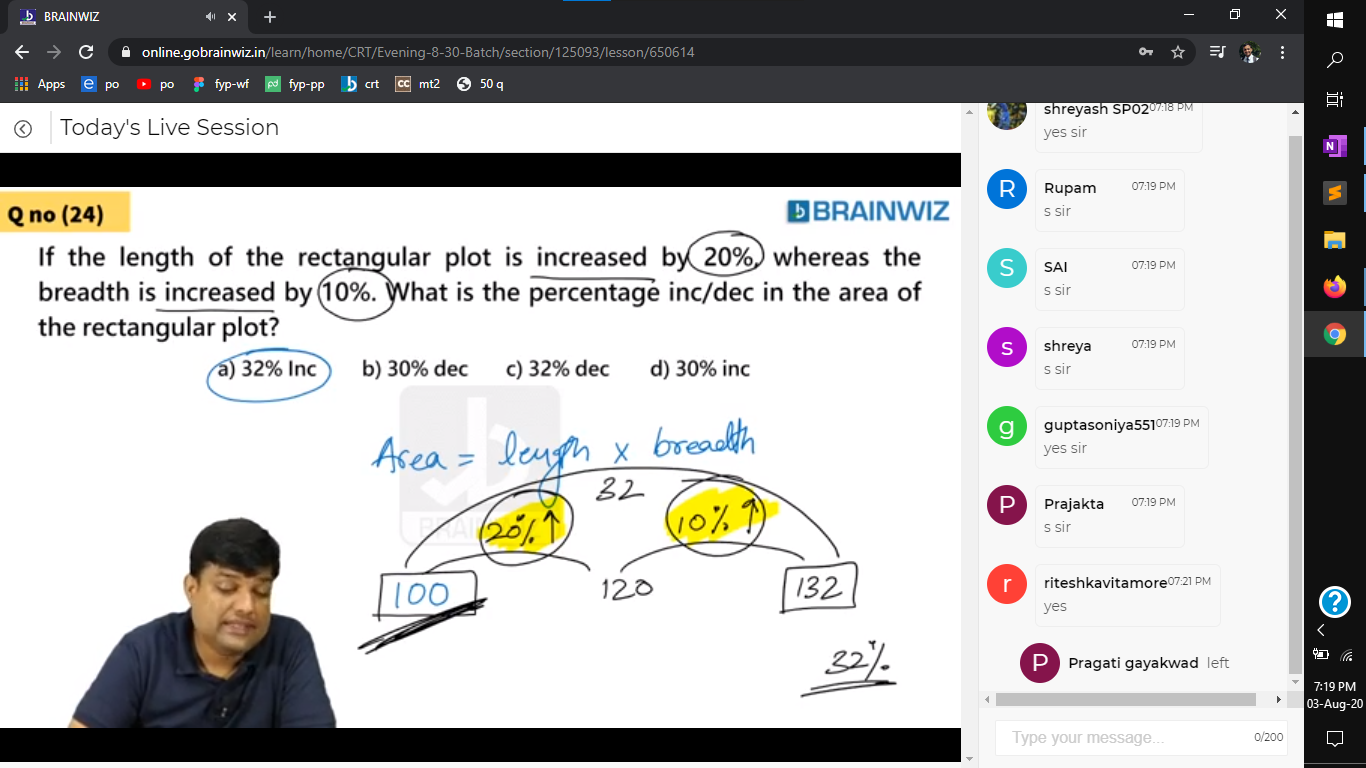 BRAINWIZ
online.gobrainwiz.in/learn/home/CRT/Evening-8-30-Batch/section/125093/lesson/650614
Apps po po fyp-wf fyp-pp crt CC mt2 50 q
Today's Live Session
Q no (24)
BRAINWIZ
If the length of the rectangular plot is increased by 20%, whereas the
breadth is increased by 10%. What is the percentage inc/dec in the area of
the rectangular plot?
a) 32% Inc b) 30% dec c) 32% dec d) 30% inc
Area = length x breadth
32
20% ↑ 10% ↑
100 120 132
32%
shreyash SP02 07:18 PM
yes sir
R Rupam 07:19 PM
s sir
S SAI 07:19 PM
s sir
s shreya 07:19 PM
s sir
g guptasoniya551 07:19 PM
yes sir
P Prajakta 07:19 PM
s sir
r riteshkavitamore 07:21 PM
yes
P Pragati gayakwad left
Type your message... 0/200
N
?
7:19 PM
03-Aug-20